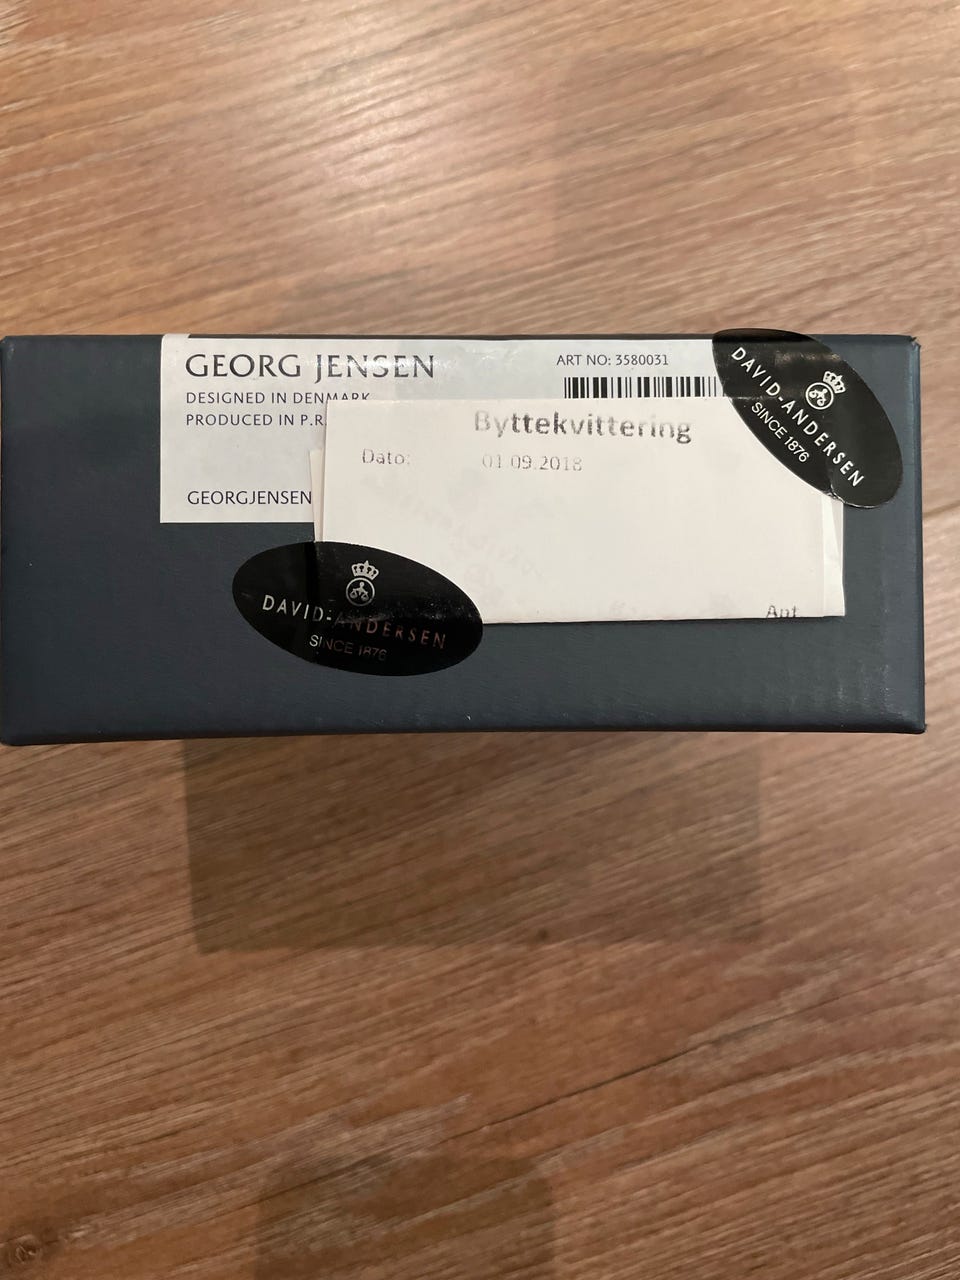 GEORG JENSEN
ART NO: 3580031
DESIGNED IN DENMARK
PRODUCED IN P.R.
GEORGJENSEN
Byttekvittering
Dato: 01.09.2018
Ant
DAVID-ANDERSEN
SINCE 1876
DAVID-ANDERSEN
SINCE 1876